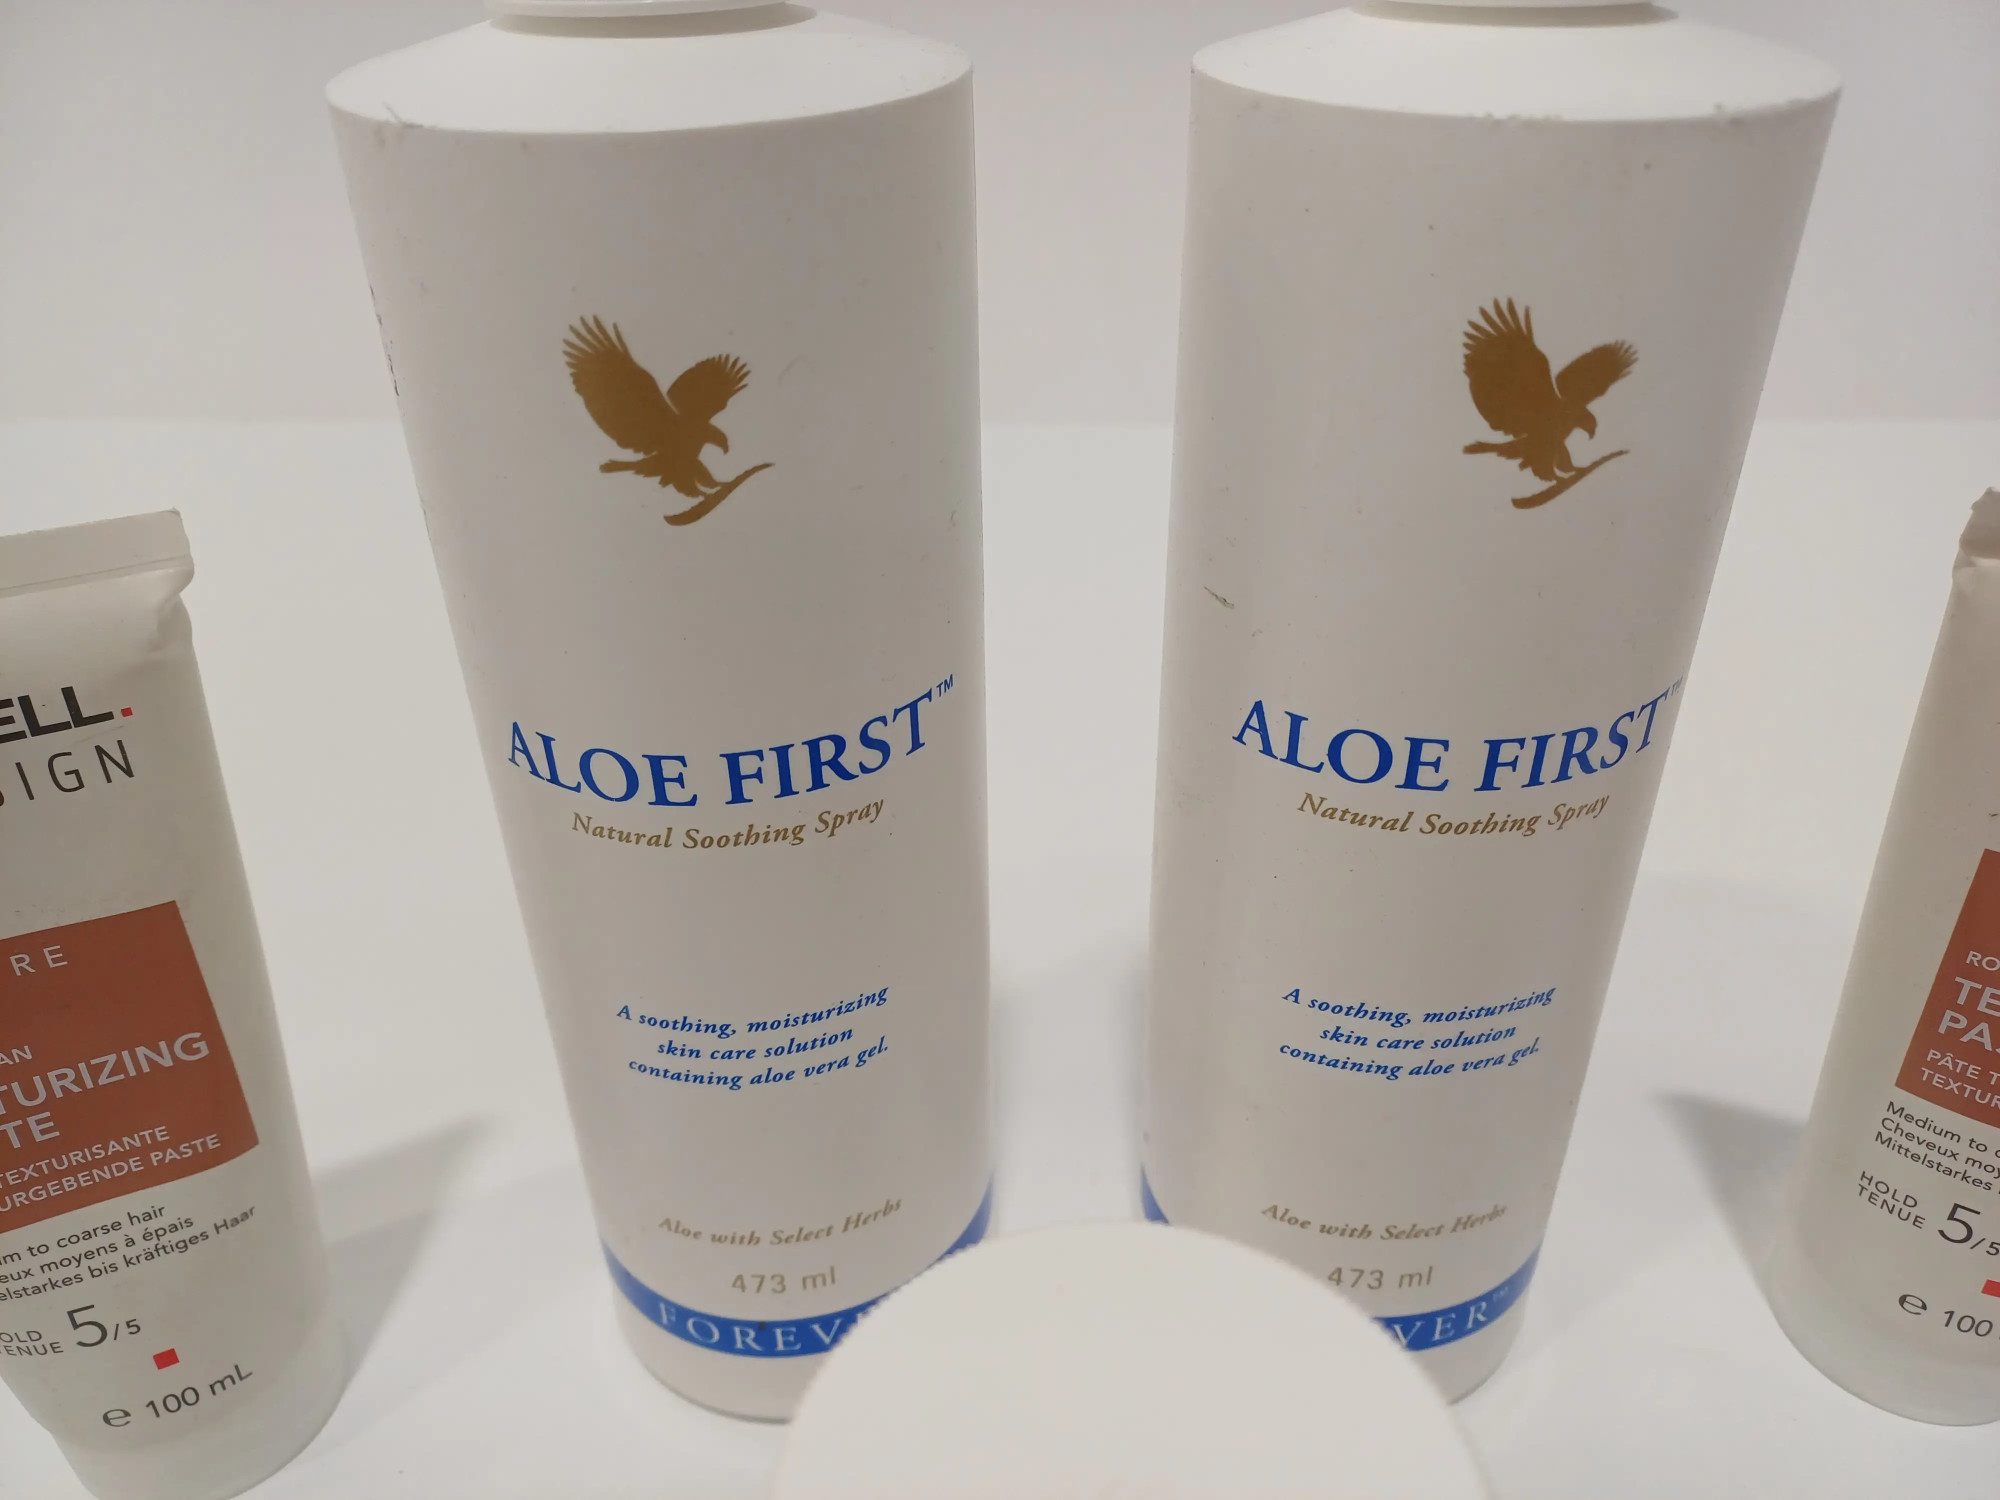 ELL.
SIGN
RE
AN
TURIZING
TE
TEXTURISANTE
URGEBENDE PASTE
m to coarse hair
eux moyens à épais
elstarkes bis kräftiges Haar
OLD
ENUE
5/5
e 100 mL
ALOE FIRST™
Natural Soothing Spray
A soothing, moisturizing
skin care solution
containing aloe vera gel.
Aloe with Select Herbs
473 ml
FOREV
ALOE FIRST™
Natural Soothing Spray
A soothing, moisturizing
skin care solution
containing aloe vera gel.
Aloe with Select Herbs
473 ml
VER™
RO
TE
PA
PÂTE T
TEXTUR
Medium to c
Cheveux moy
Mittelstarkes
HOLD
TENUE
5/5
e 100